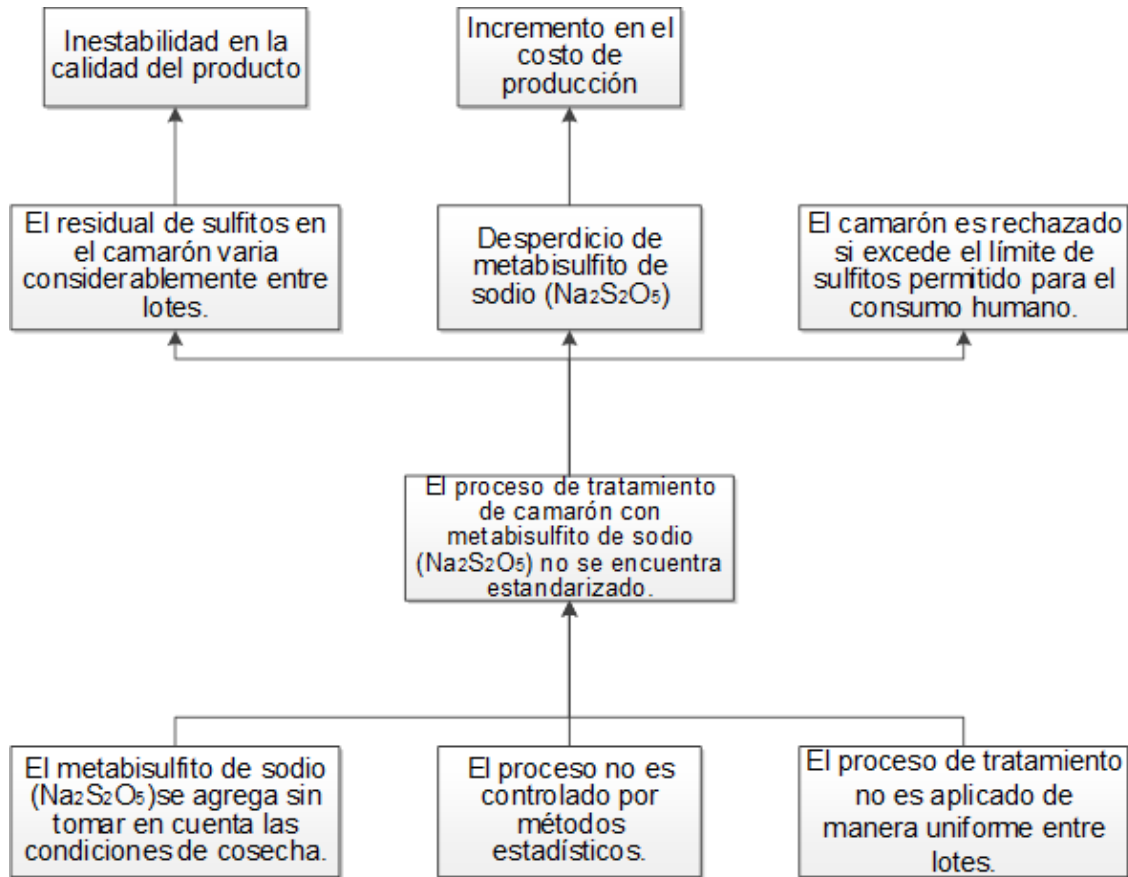 Inestabilidad en la
calidad del producto
Incremento en el
costo de
producción
El residual de sulfitos en
el camarón varia
considerablemente entre
lotes.
Desperdicio de
metabisulfito de
sodio (Na2S2O5)
El camarón es rechazado
si excede el límite de
sulfitos permitido para el
consumo humano.
El proceso de tratamiento
de camarón con
metabisulfito de sodio
(Na2S2O5) no se encuentra
estandarizado.
El metabisulfito de sodio
(Na2S2O5)se agrega sin
tomar en cuenta las
condiciones de cosecha.
El proceso no es
controlado por
métodos
estadísticos.
El proceso de tratamiento
no es aplicado de
manera uniforme entre
lotes.